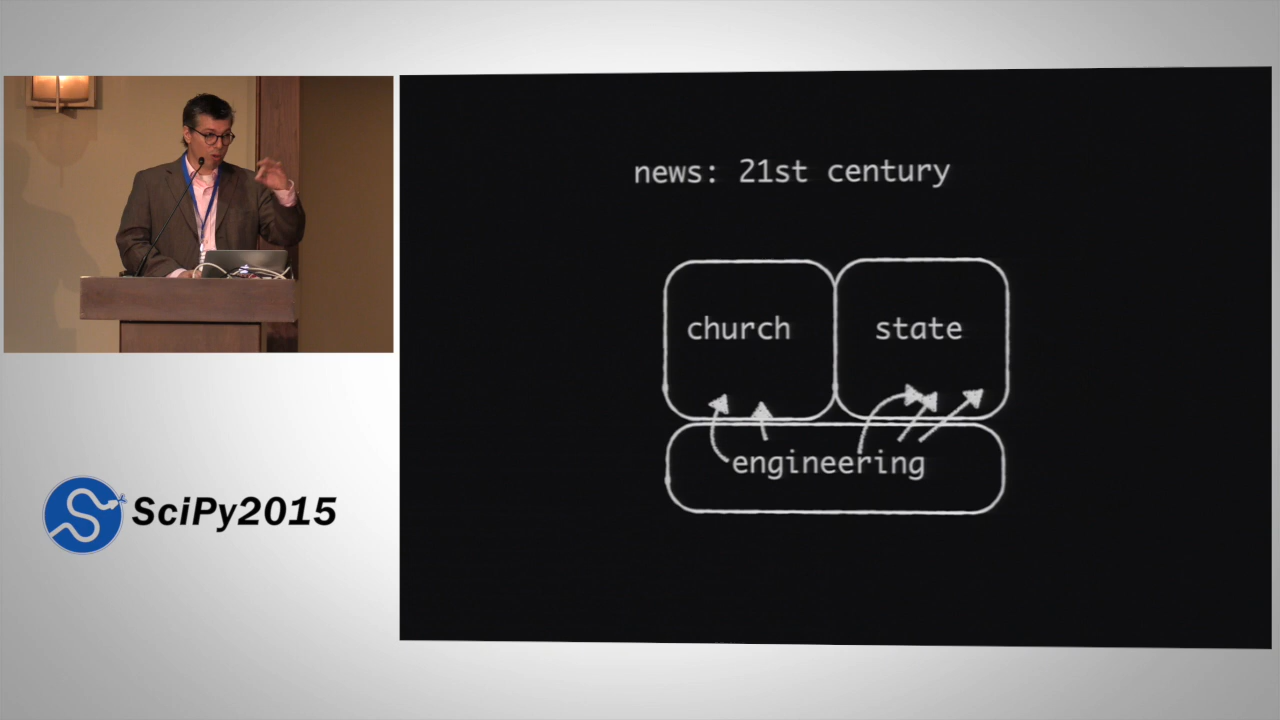 news: 21st century
church
state
engineering
SciPy2015